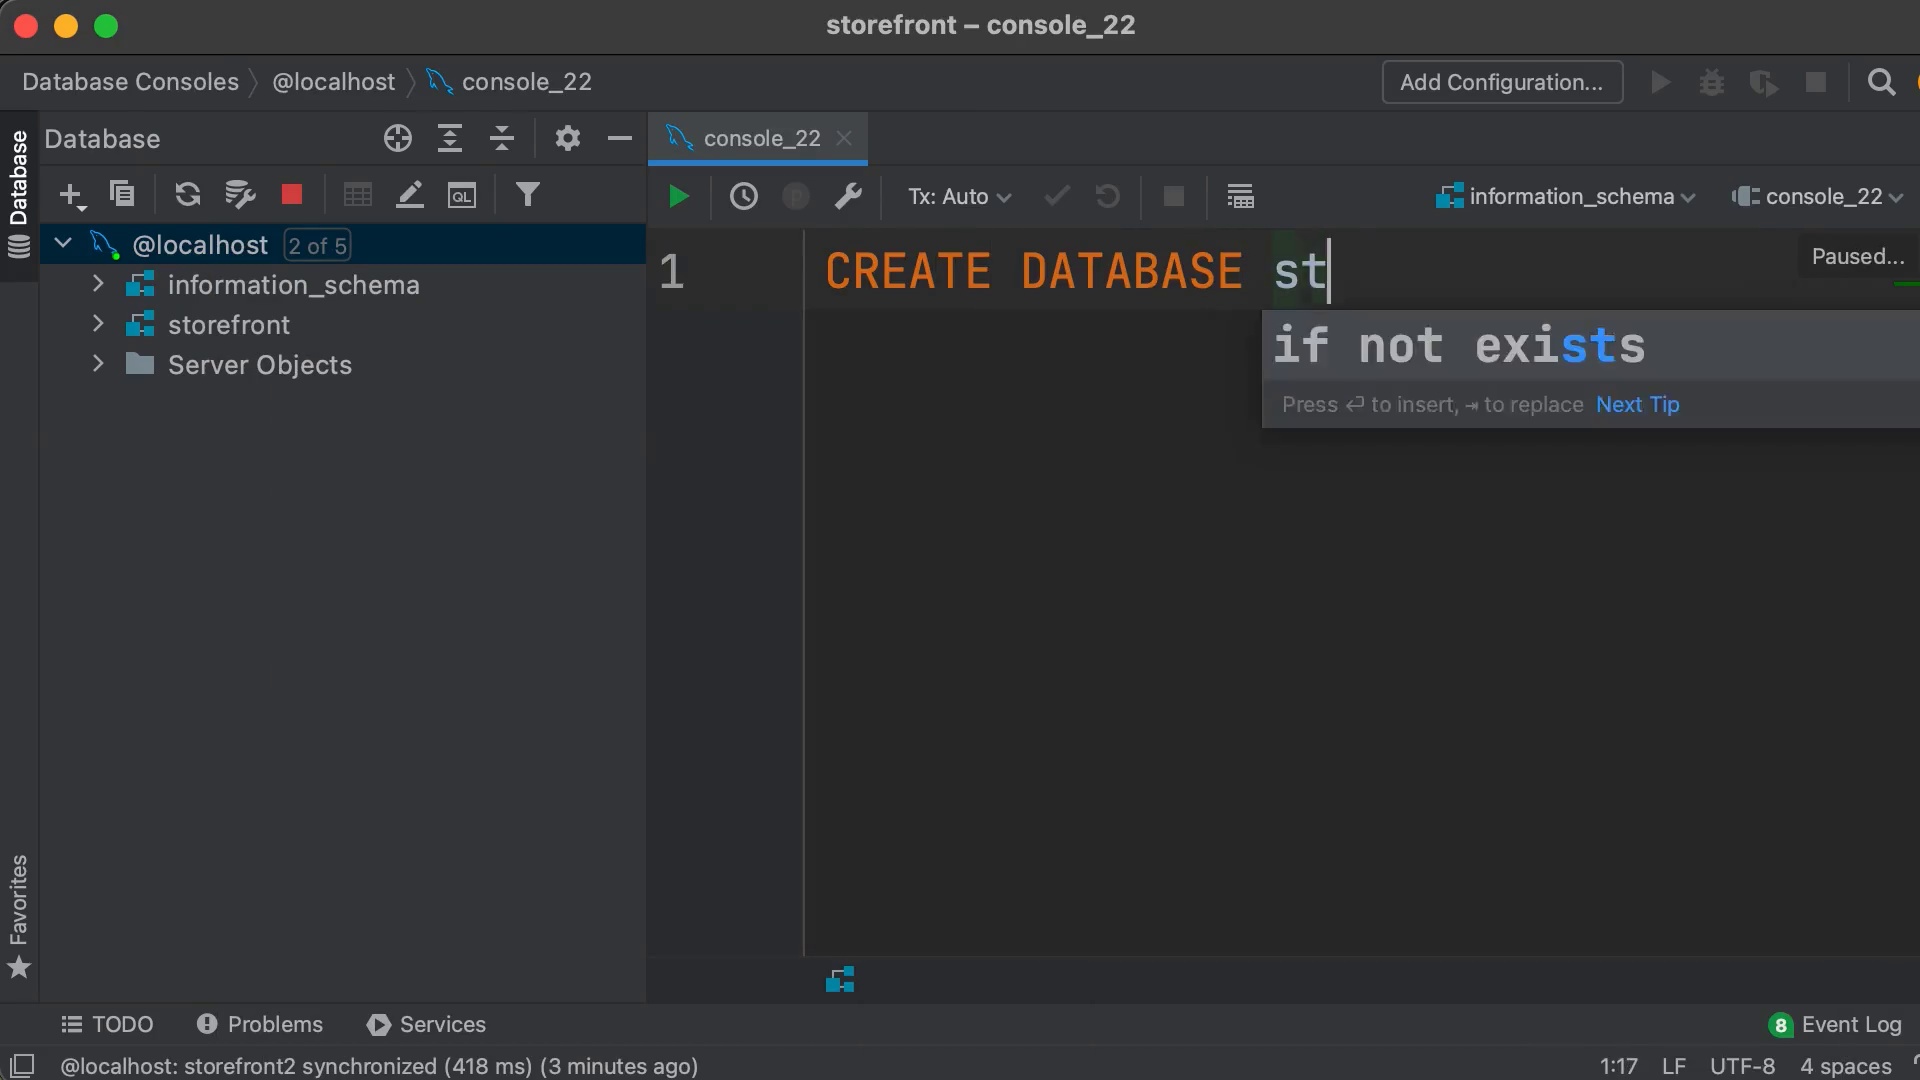 storefront – console_22
Database Consoles @localhost console_22 Add Configuration...
Database
Database
console_22
QL
Tx: Auto
information_schema
console_22
@localhost 2 of 5
information_schema
storefront
Server Objects
1 CREATE DATABASE st
Paused...
if not exists
Press ⏎ to insert, ⇥ to replace Next Tip
Favorites
TODO Problems Services 8 Event Log
@localhost: storefront2 synchronized (418 ms) (3 minutes ago) 1:17 LF UTF-8 4 spaces